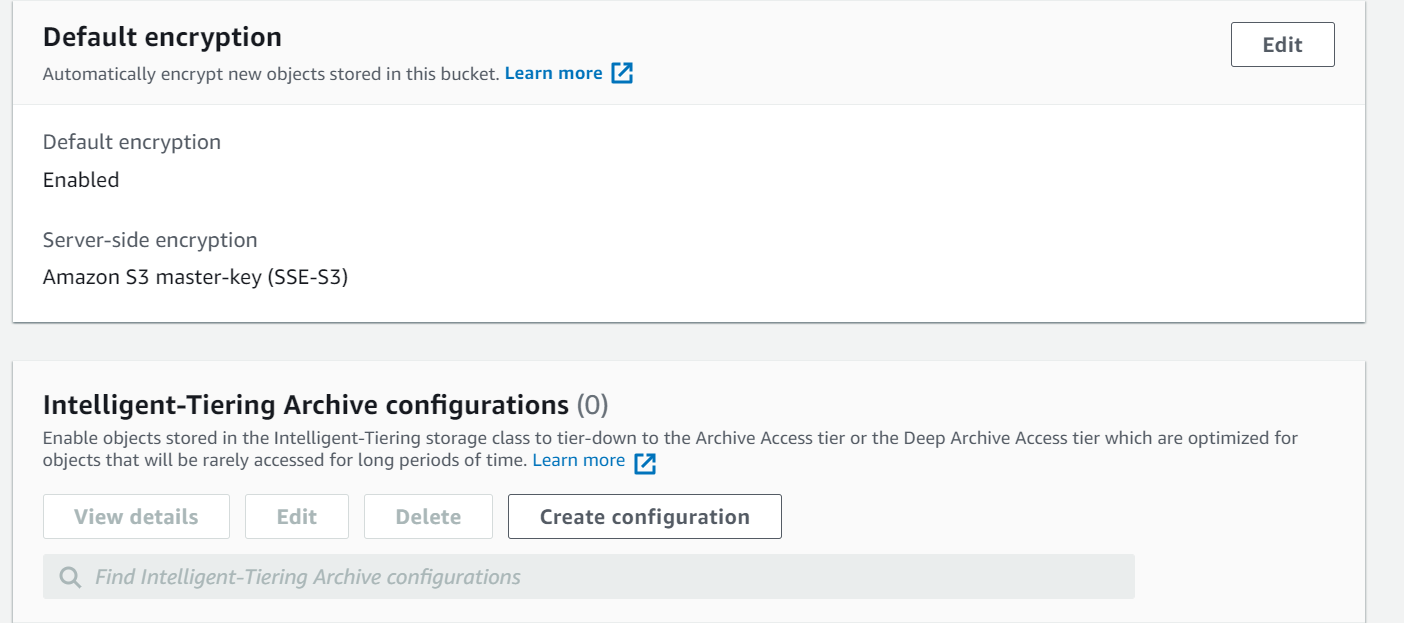 Default encryption
Edit
Automatically encrypt new objects stored in this bucket. Learn more
Default encryption
Enabled
Server-side encryption
Amazon S3 master-key (SSE-S3)
Intelligent-Tiering Archive configurations (0)
Enable objects stored in the Intelligent-Tiering storage class to tier-down to the Archive Access tier or the Deep Archive Access tier which are optimized for
objects that will be rarely accessed for long periods of time. Learn more
View details Edit Delete Create configuration
Find Intelligent-Tiering Archive configurations